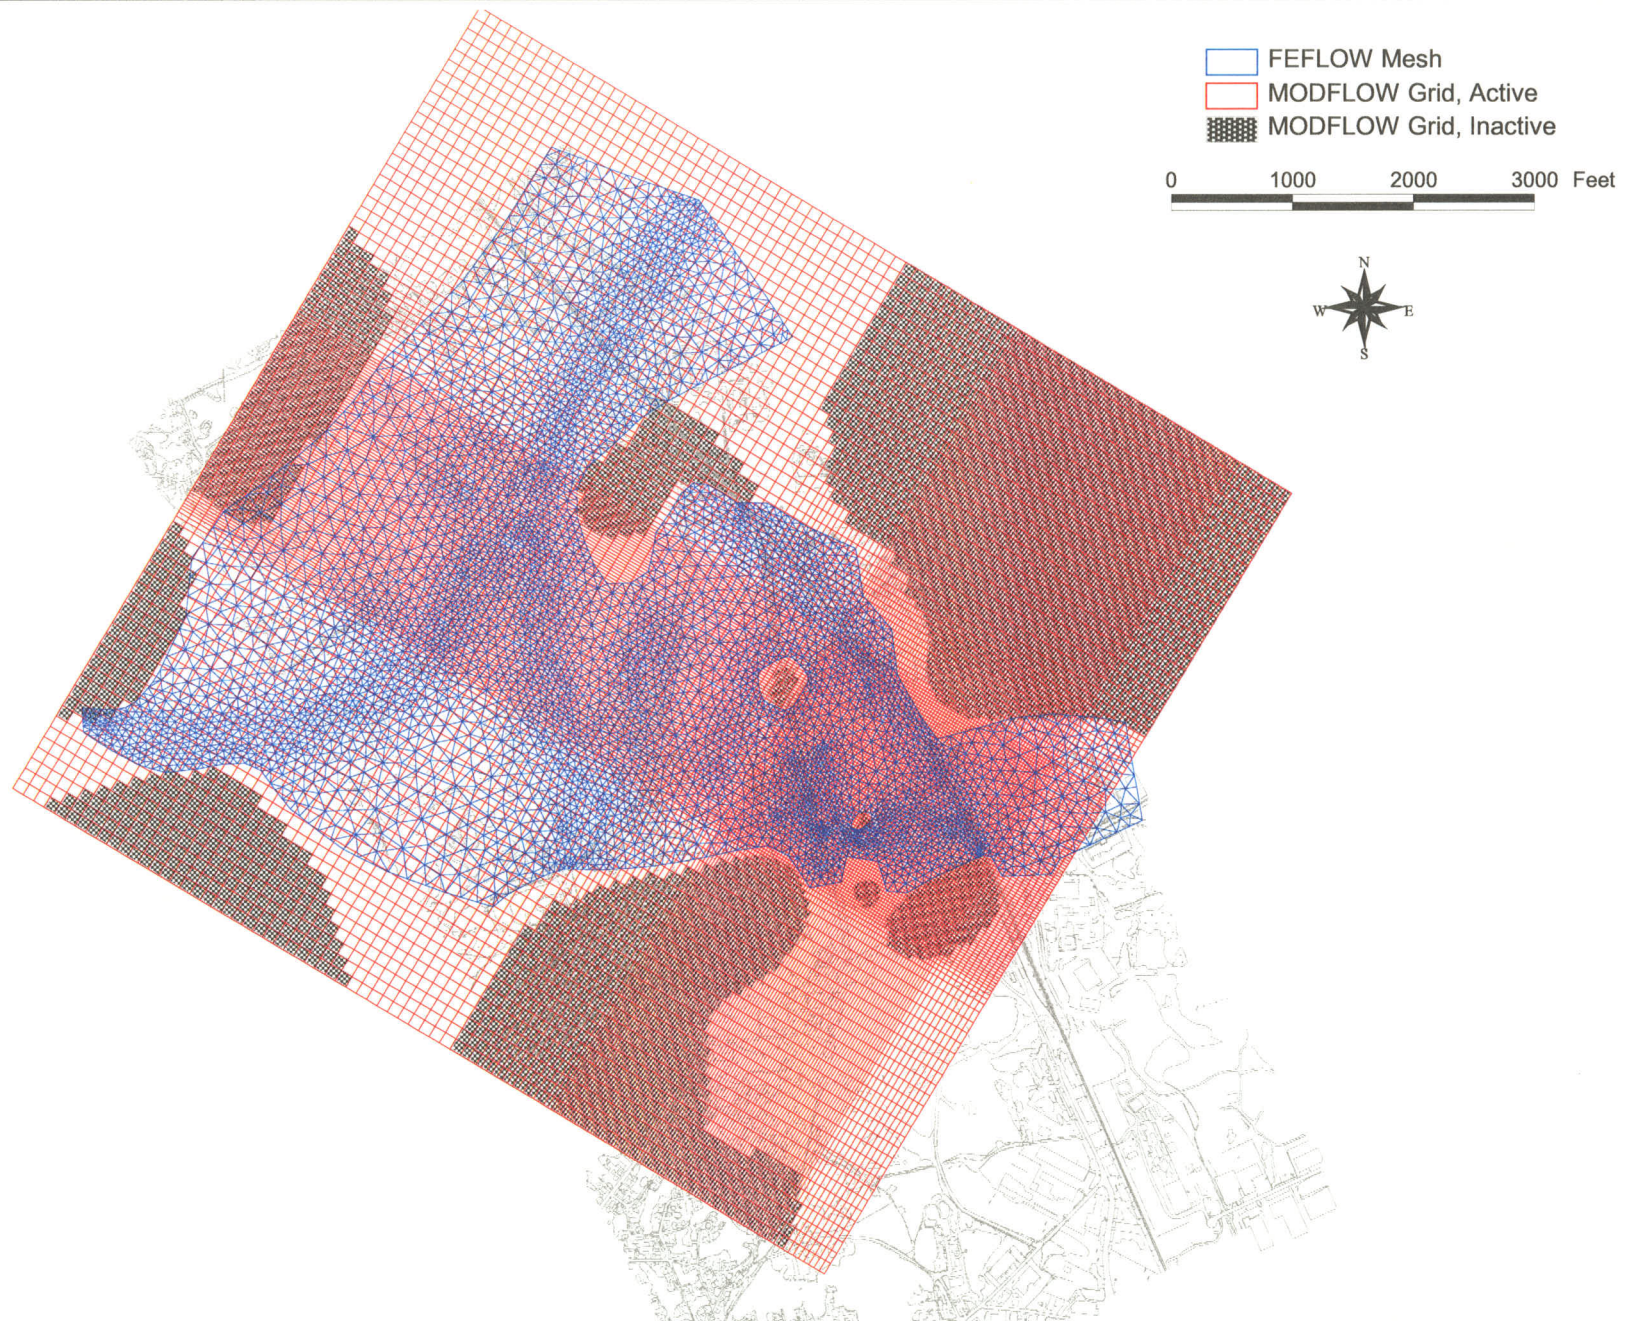 FEFLOW Mesh
MODFLOW Grid, Active
MODFLOW Grid, Inactive
0 1000 2000 3000 Feet
N
W E
S